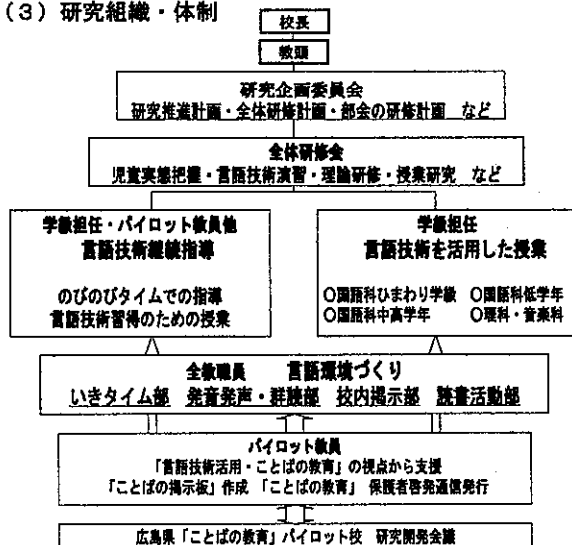 （3）研究組織・体制
校長
教頭
研究企画委員会
研究推進計画・全体研修計画・部会の研修計画　など
全体研修会
児童実態把握・言語技術演習・理論研修・授業研究　など
学級担任・パイロット教員他
言語技術継続指導
のびのびタイムでの指導
言語技術習得のための授業
学級担任
言語技術を活用した授業
○国語科ひまわり学級　○国語科低学年
○国語科中高学年　○理科・音楽科
全教職員　言語環境づくり
いきタイム部　発音発声・群読部　校内掲示部　読書活動部
パイロット教員
「言語技術活用・ことばの教育」の視点から支援
「ことばの掲示板」作成　「ことばの教育」　保護者啓発通信発行
広島県「ことばの教育」パイロット校　研究開発会議